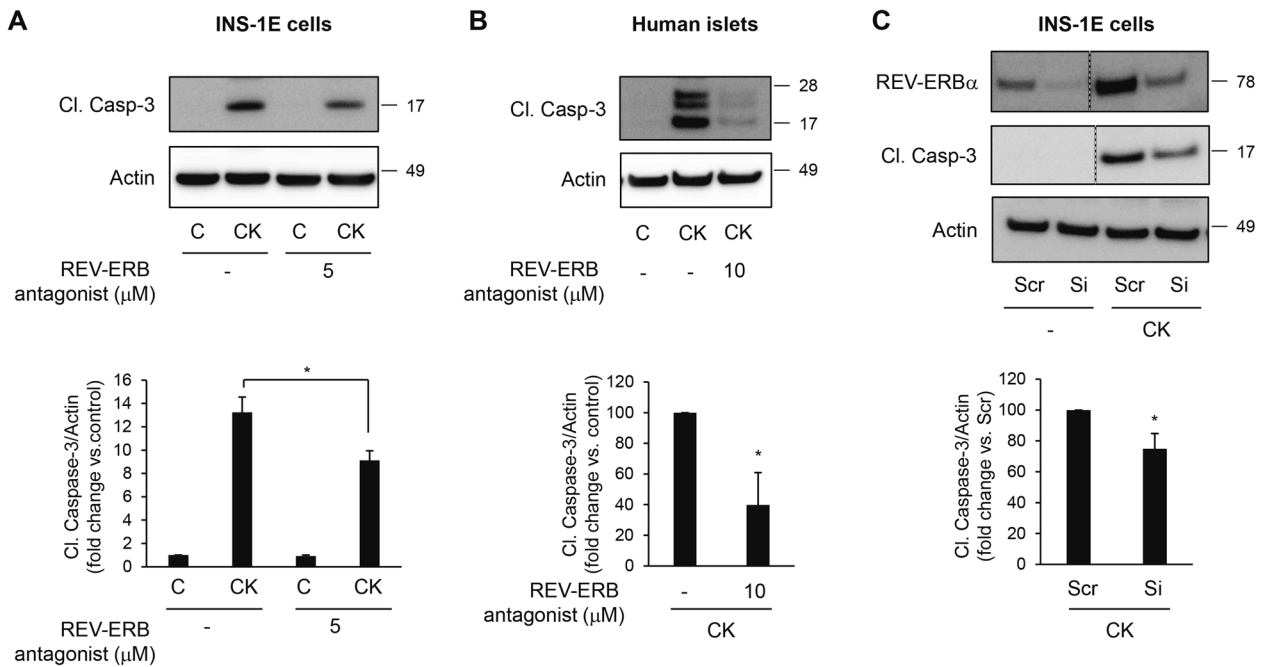 A
INS-1E cells
Cl. Casp-3
17
Actin
49
C CK C CK
REV-ERB
antagonist (μM)
- 5
Cl. Caspase-3/Actin
(fold change vs.control)
16
14
12
10
8
6
4
2
0
*
C CK C CK
REV-ERB
antagonist (μM)
- 5
B
Human islets
Cl. Casp-3
28
17
Actin
49
C CK CK
REV-ERB
antagonist (μM)
- - 10
Cl. Caspase-3/Actin
(fold change vs. control)
120
100
80
60
40
20
0
*
REV-ERB
antagonist (μM)
- 10
CK
C
INS-1E cells
REV-ERBα
78
Cl. Casp-3
17
Actin
49
Scr Si Scr Si
- CK
Cl. Caspase-3/Actin
(fold change vs. Scr)
120
100
80
60
40
20
0
*
Scr Si
CK